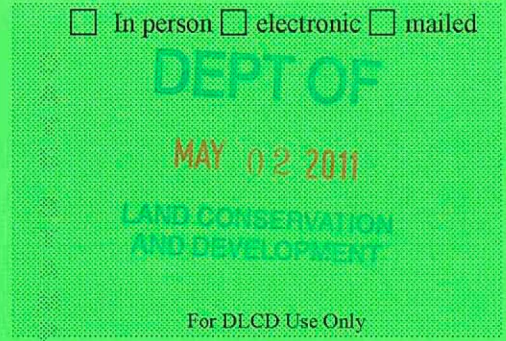 ☐ In person ☐ electronic ☐ mailed
DEPT OF
MAY 02 2011
LAND CONSERVATION
AND DEVELOPMENT
For DLCD Use Only